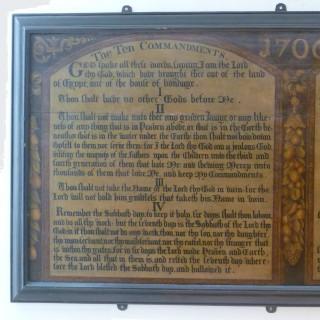 The Ten Commandments.
1700
God spake all these words, saying, I am the Lord
thy God, which have brought thee out of the land
of Egypt, out of the house of bondage.
I
Thou shalt have no other Gods before Me.
II
Thou shalt not make unto thee any graven Image, or any like-
ness of any thing that is in Heaven above, or that is in the Earth be-
neath, or that is in the water under the Earth: thou shalt not bow down
thyself to them nor serve them: for I the Lord thy God am a jealous God,
visiting the iniquity of the fathers upon the Children unto the third and
fourth generation of them that hate Me: and shewing Mercy unto
thousands of them that love Me, and keep My Commandments.
III
Thou shalt not take the Name of the Lord thy God in vain: for the
Lord will not hold him guiltless that taketh his Name in vain.
IV
Remember the Sabbath day, to keep it holy. six days shalt thou labour,
and do all thy work: but the seventh day is the Sabbath of the Lord thy
God: in it thou shalt not do any work, thou, nor thy son, nor thy daughter,
thy manservant, nor thy maidservant, nor thy cattel, nor thy stranger that
is within thy gates. for in six days the Lord made Heaven and Earth,
the Sea, and all that in them is, and rested the seventh day: where-
fore the Lord blessed the Sabbath day, and hallowed it.